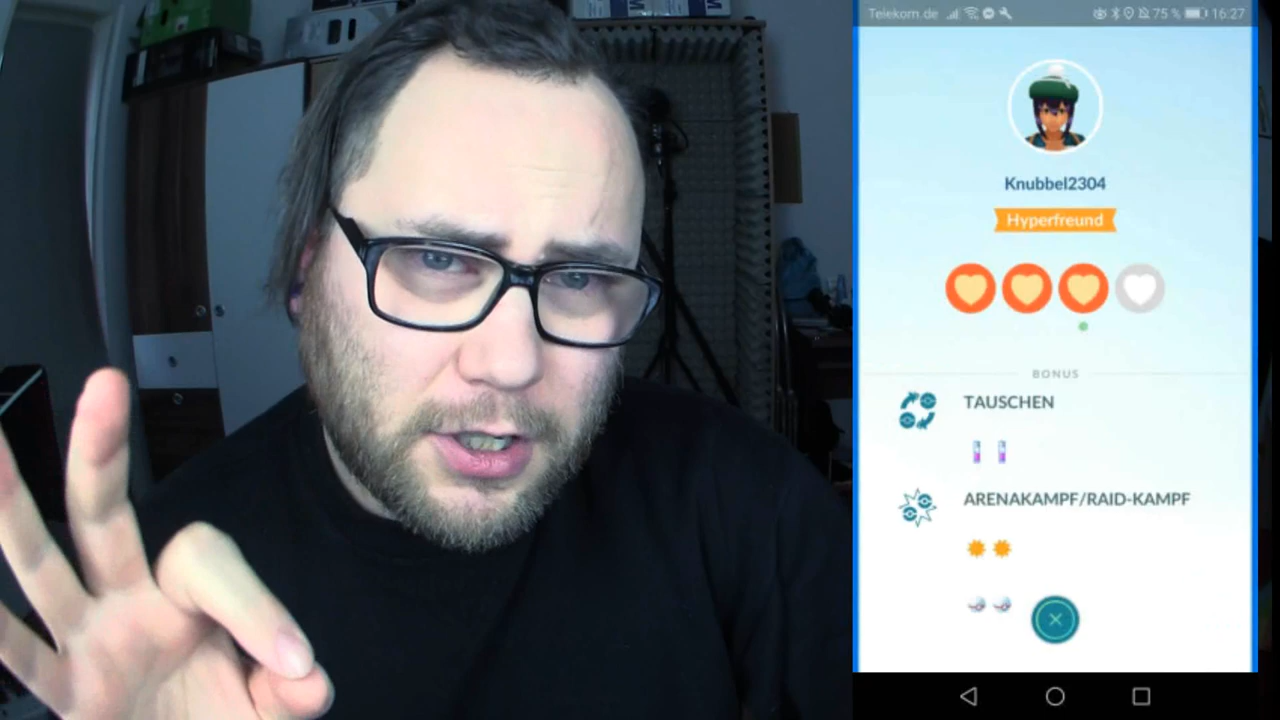 Telekom.de
75 %
16:27
Knubbel2304
Hyperfreund
BONUS
TAUSCHEN
ARENAKAMPF/RAID-KAMPF